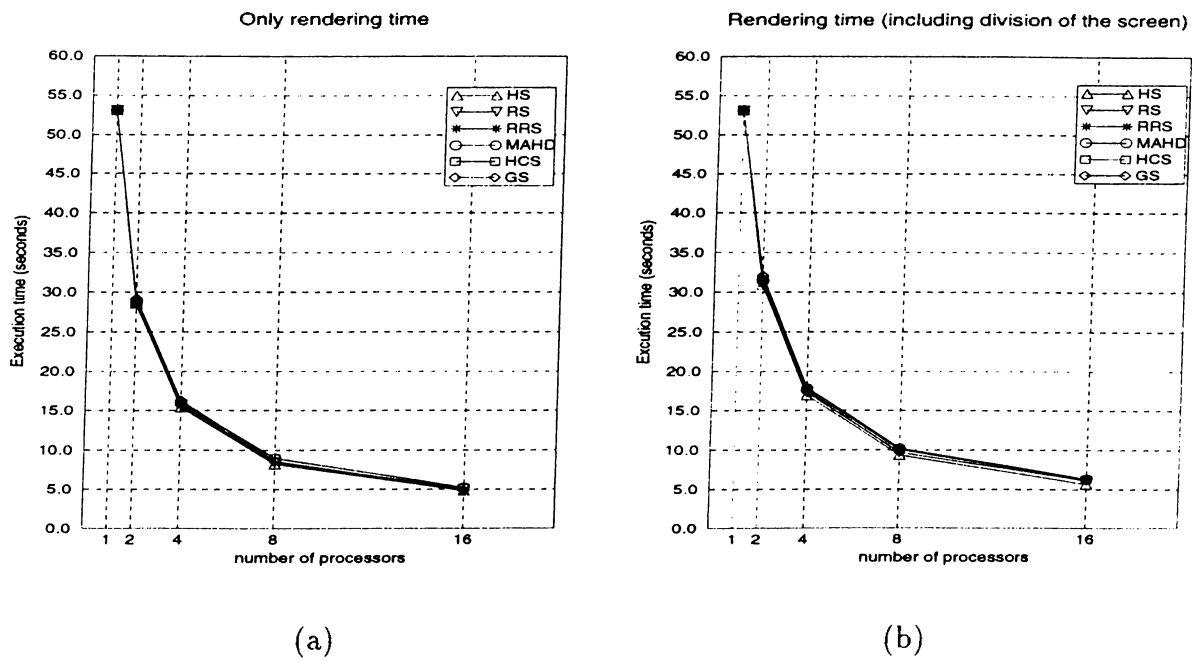 Only rendering time
60.0
55.0
50.0
45.0
40.0
35.0
30.0
25.0
20.0
15.0
10.0
5.0
0.0
Execution time (seconds)
1 2 4 8 16
number of processors
HS
RS
RRS
MAHD
HCS
GS
(a)
Rendering time (including division of the screen)
60.0
55.0
50.0
45.0
40.0
35.0
30.0
25.0
20.0
15.0
10.0
5.0
0.0
Excution time (seconds)
1 2 4 8 16
number of processors
HS
RS
RRS
MAHD
HCS
GS
(b)